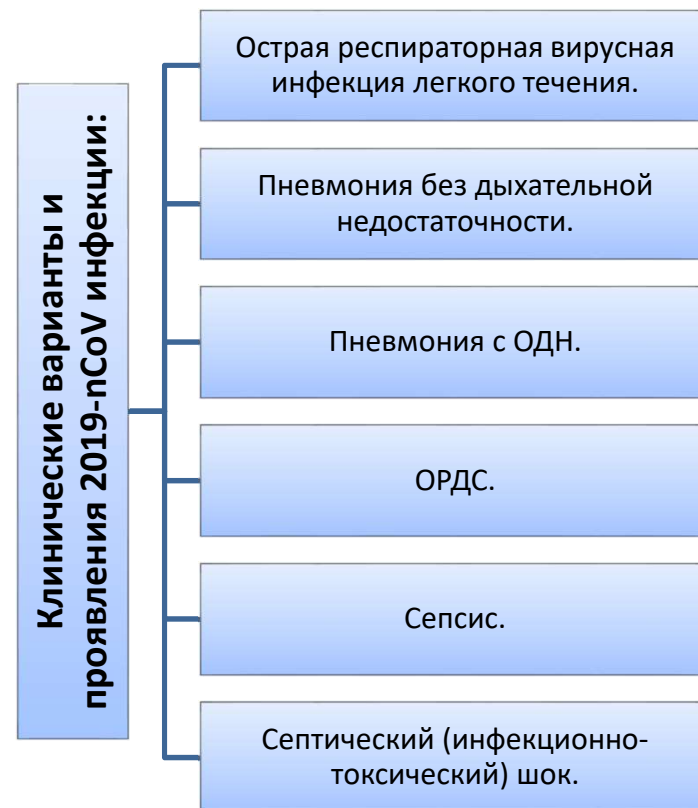 Клинические варианты и
проявления 2019-nCoV инфекции:
Острая респираторная вирусная
инфекция легкого течения.
Пневмония без дыхательной
недостаточности.
Пневмония с ОДН.
ОРДС.
Сепсис.
Септический (инфекционно-
токсический) шок.